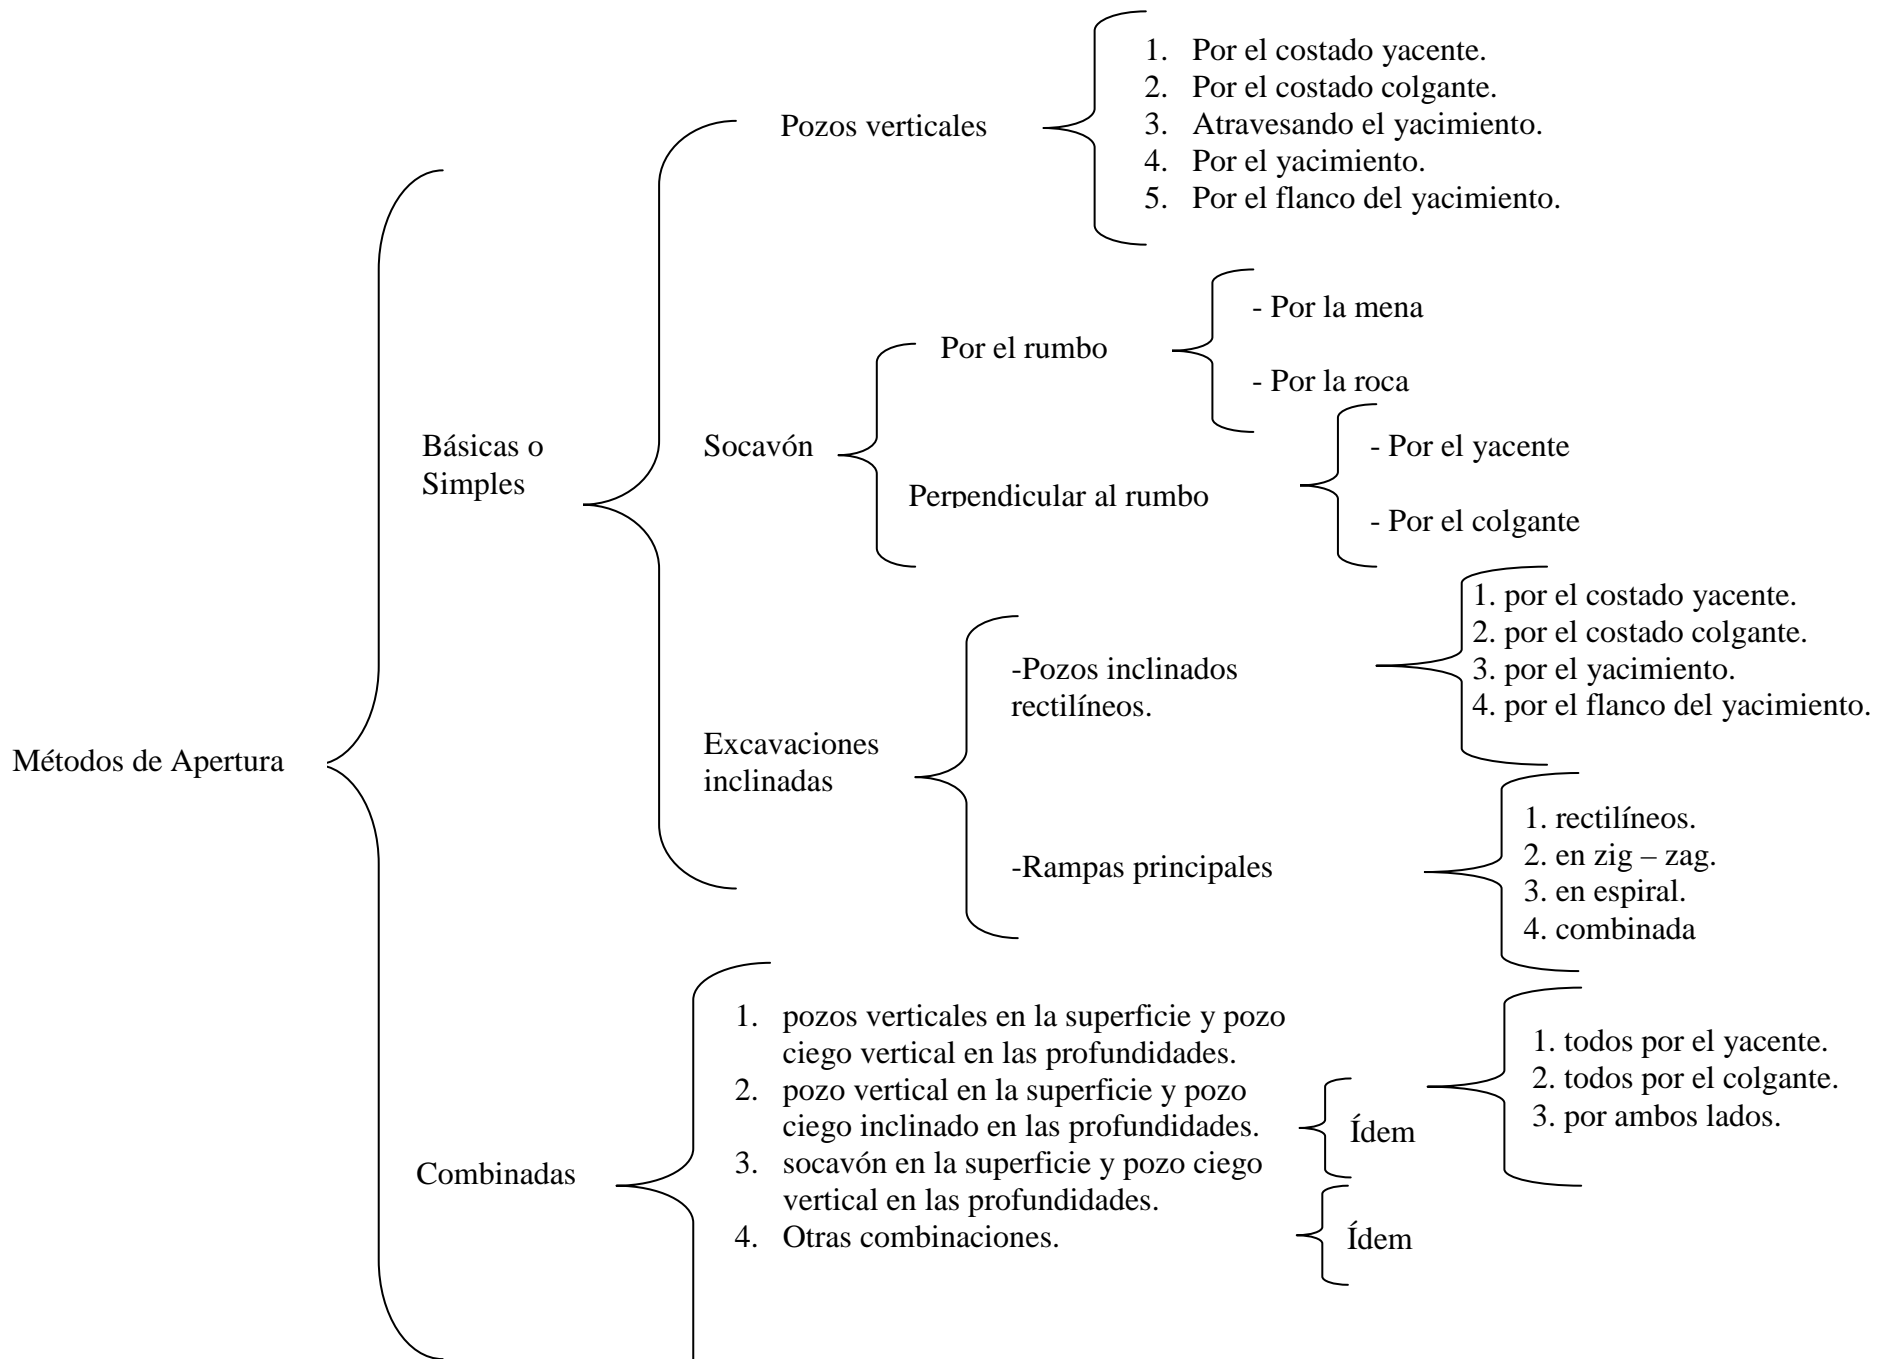 Métodos de Apertura
Básicas o
Simples
Pozos verticales
1. Por el costado yacente.
2. Por el costado colgante.
3. Atravesando el yacimiento.
4. Por el yacimiento.
5. Por el flanco del yacimiento.
Socavón
Por el rumbo
- Por la mena
- Por la roca
Perpendicular al rumbo
- Por el yacente
- Por el colgante
Excavaciones
inclinadas
-Pozos inclinados
rectilíneos.
1. por el costado yacente.
2. por el costado colgante.
3. por el yacimiento.
4. por el flanco del yacimiento.
-Rampas principales
1. rectilíneos.
2. en zig – zag.
3. en espiral.
4. combinada
Combinadas
1. pozos verticales en la superficie y pozo
ciego vertical en las profundidades.
2. pozo vertical en la superficie y pozo
ciego inclinado en las profundidades.
3. socavón en la superficie y pozo ciego
vertical en las profundidades.
4. Otras combinaciones.
1. todos por el yacente.
2. todos por el colgante.
3. por ambos lados.
Ídem
Ídem